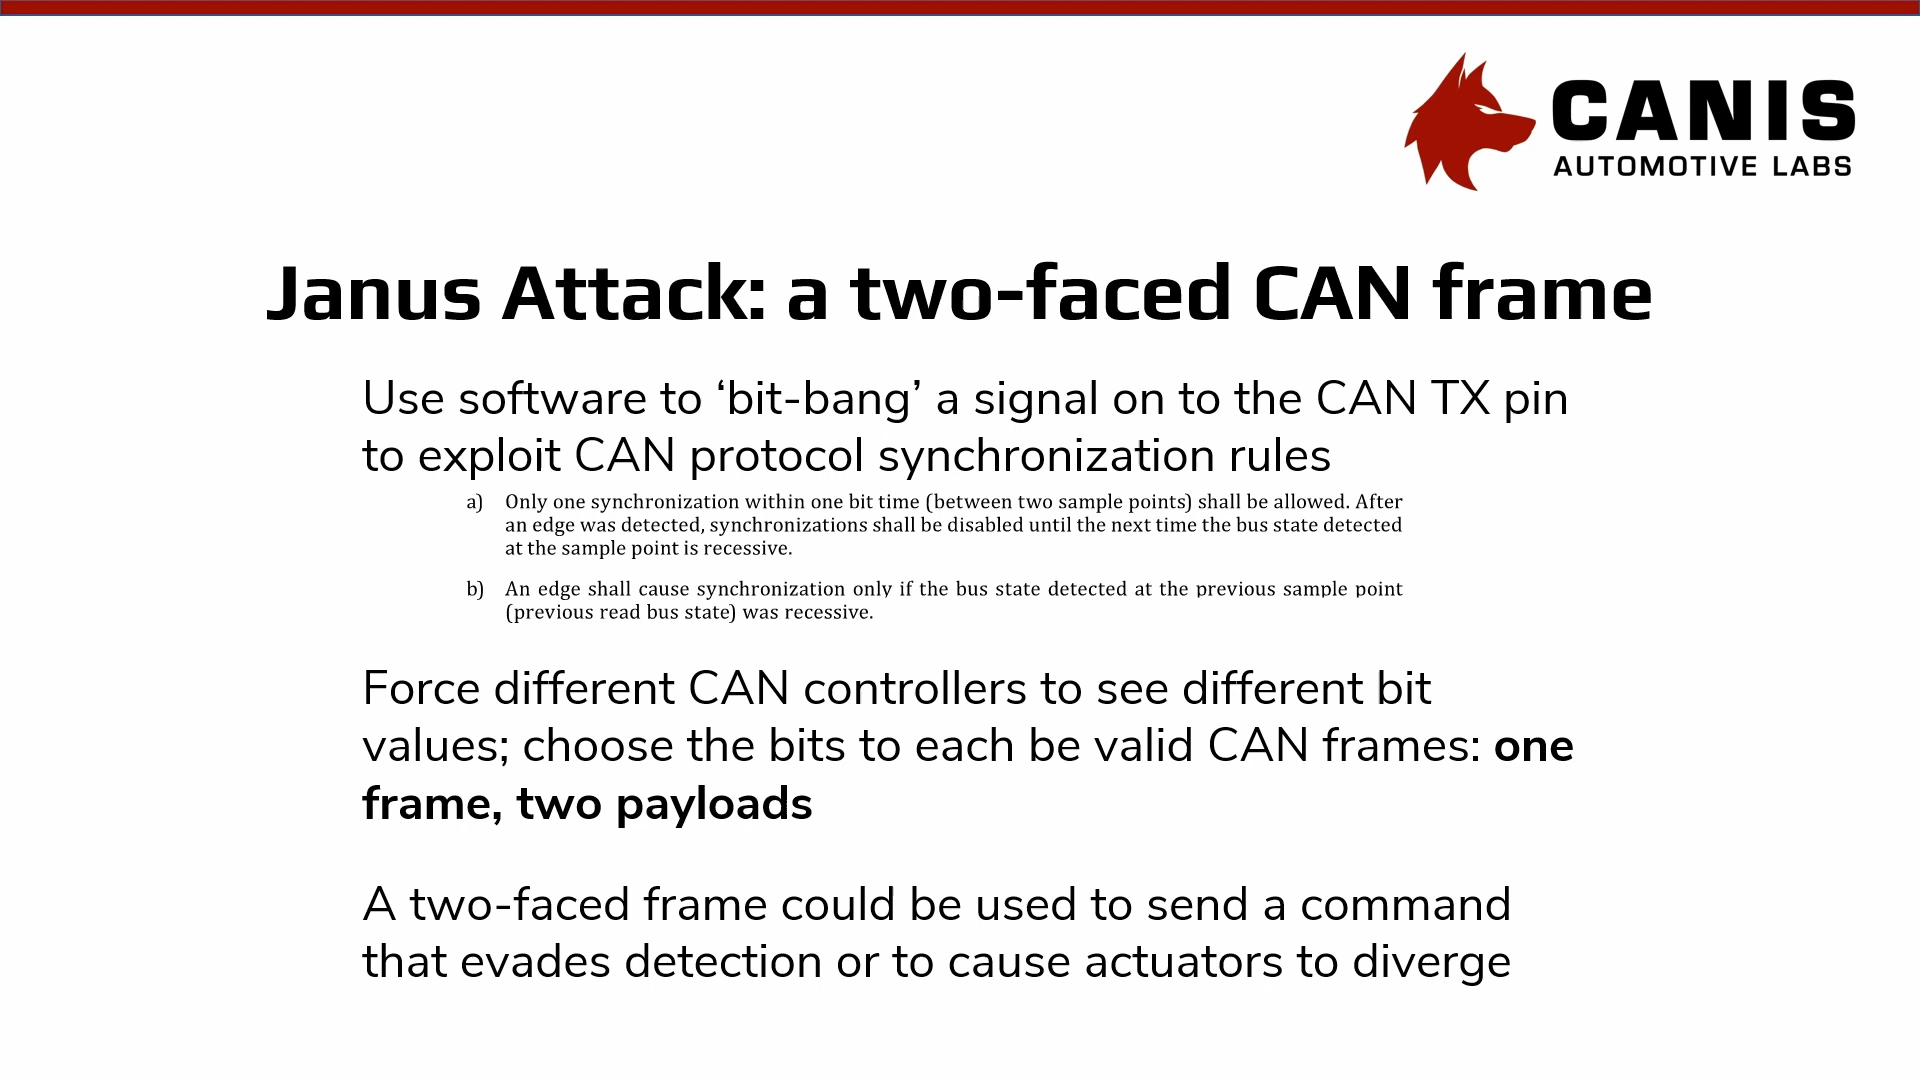 CANIS
AUTOMOTIVE LABS
Janus Attack: a two-faced CAN frame
Use software to ‘bit-bang’ a signal on to the CAN TX pin
to exploit CAN protocol synchronization rules
a) Only one synchronization within one bit time (between two sample points) shall be allowed. After
an edge was detected, synchronizations shall be disabled until the next time the bus state detected
at the sample point is recessive.
b) An edge shall cause synchronization only if the bus state detected at the previous sample point
(previous read bus state) was recessive.
Force different CAN controllers to see different bit
values; choose the bits to each be valid CAN frames: one
frame, two payloads
A two-faced frame could be used to send a command
that evades detection or to cause actuators to diverge